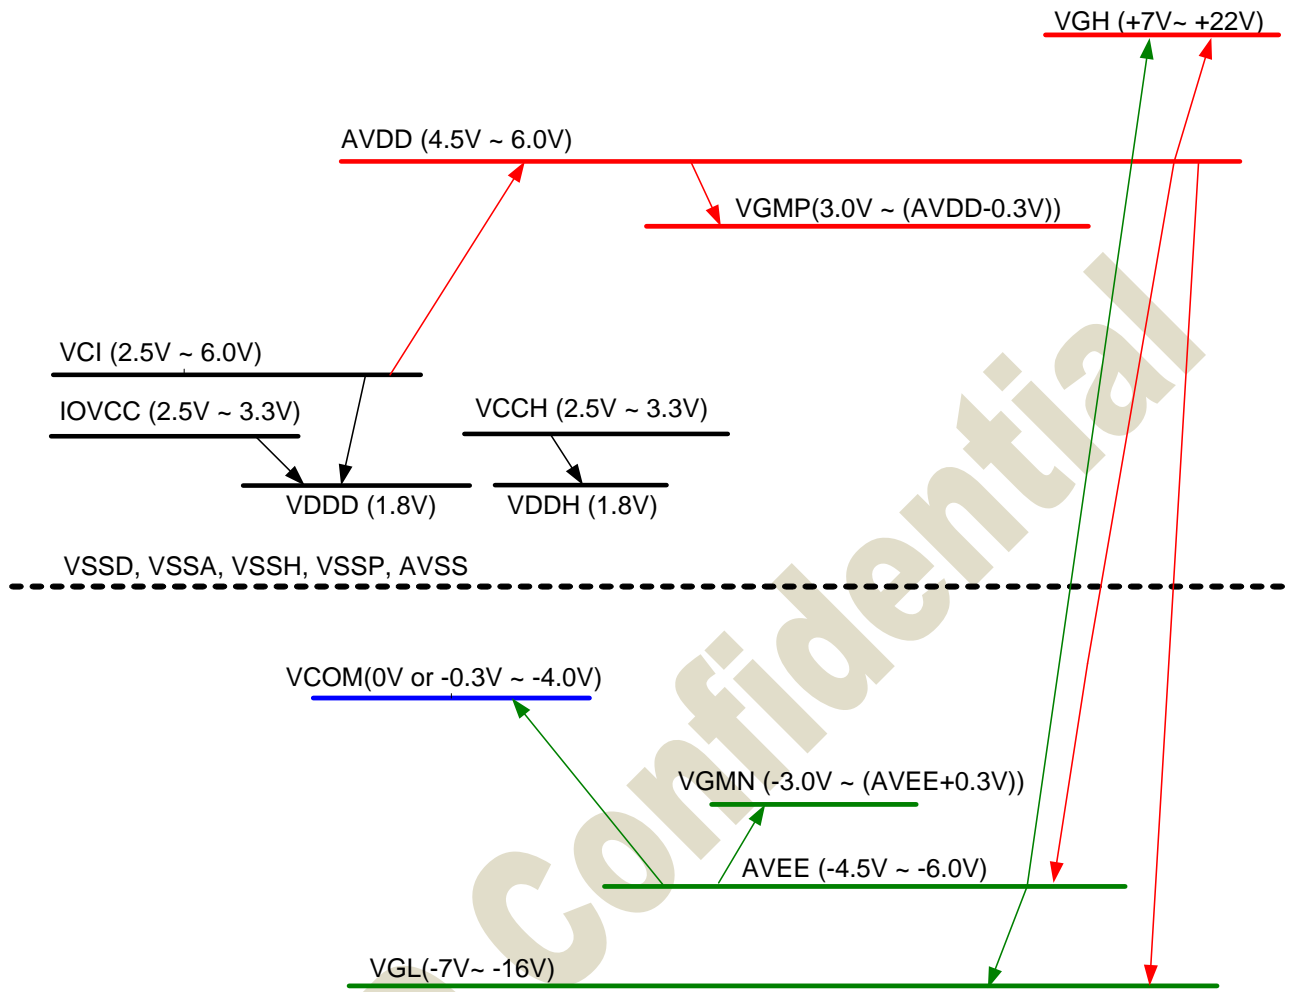 VGH (+7V~ +22V)
AVDD (4.5V ~ 6.0V)
VGMP(3.0V ~ (AVDD-0.3V))
VCI (2.5V ~ 6.0V)
IOVCC (2.5V ~ 3.3V)
VCCH (2.5V ~ 3.3V)
VDDD (1.8V)
VDDH (1.8V)
VSSD, VSSA, VSSH, VSSP, AVSS
VCOM(0V or -0.3V ~ -4.0V)
VGMN (-3.0V ~ (AVEE+0.3V))
AVEE (-4.5V ~ -6.0V)
VGL(-7V~ -16V)
Confidential